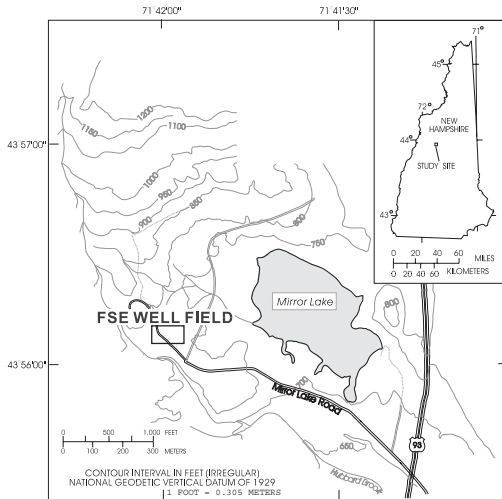 71°42'00"
71°41'30"
71°
45°
72°
NEW
HAMPSHIRE
44°
STUDY SITE
43°
0 20 40 60 MILES
0 20 40 60 KILOMETERS
43°57'00"
1200
1150
1100
1000
950
850
900
800
750
Mirror Lake
800
FSE WELL FIELD
43°56'00"
700
Mirror Lake Road
650
93
Hubbard Brook
0 500 1,000 FEET
0 100 200 300 METERS
CONTOUR INTERVAL IN FEET (IRREGULAR)
NATIONAL GEODETIC VERTICAL DATUM OF 1929
1 FOOT = 0.305 METERS